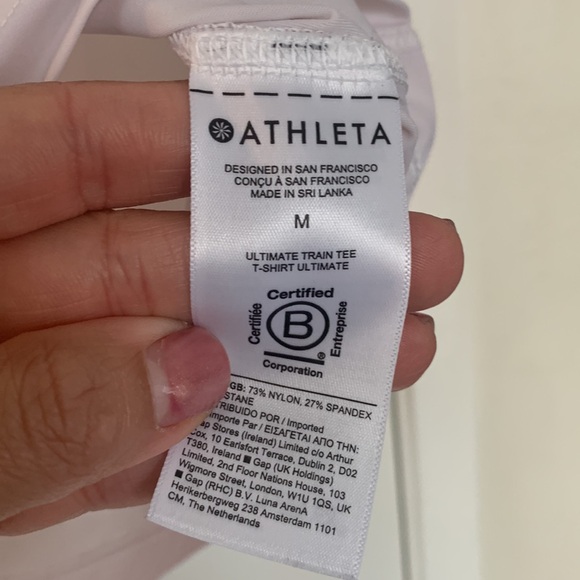 ATHLETA
DESIGNED IN SAN FRANCISCO
CONÇU À SAN FRANCISCO
MADE IN SRI LANKA
M
ULTIMATE TRAIN TEE
T-SHIRT ULTIMATE
Certified
Certifiée
B
Entreprise
®
Corporation
GB: 73% NYLON, 27% SPANDEX
STANE
TRIBUIDO POR / Imported
mporte Par / ΕΙΣΑΓΕΤΑΙ ΑΠΟ ΤΗΝ:
ap Stores (Ireland) Limited c/o Arthur
Cox, 10 Earlsfort Terrace, Dublin 2, D02
T380, Ireland ■ Gap (UK Holdings)
Limited, 2nd Floor Nations House, 103
Wigmore Street, London, W1U 1QS, UK
■ Gap (RHC) B.V. Luna ArenA
Herikerbergweg 238 Amsterdam 1101
CM, The Netherlands